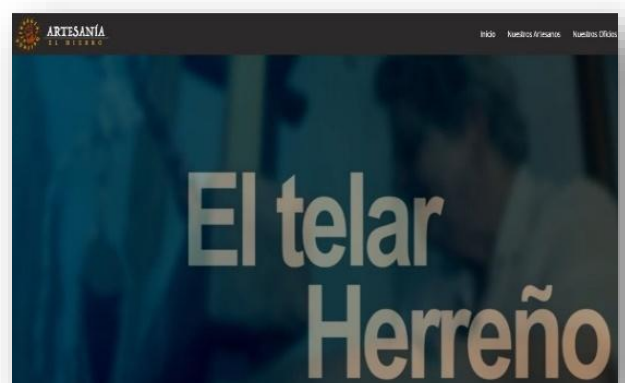 ARTESANÍA
EL HIERRO
Inicio Nuestros Artesanos Nuestros Oficios
El telar
Herreño